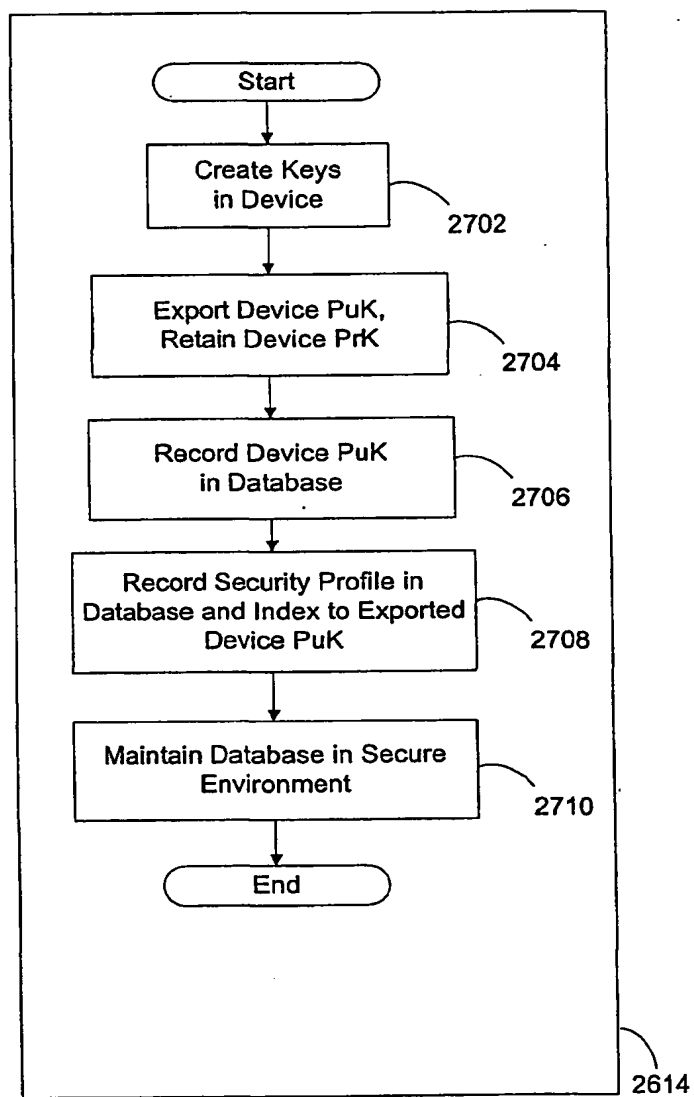 Start
Create Keys
in Device
2702
Export Device PuK,
Retain Device PrK
2704
Record Device PuK
in Database
2706
Record Security Profile in
Database and Index to Exported
Device PuK
2708
Maintain Database in Secure
Environment
2710
End
2614